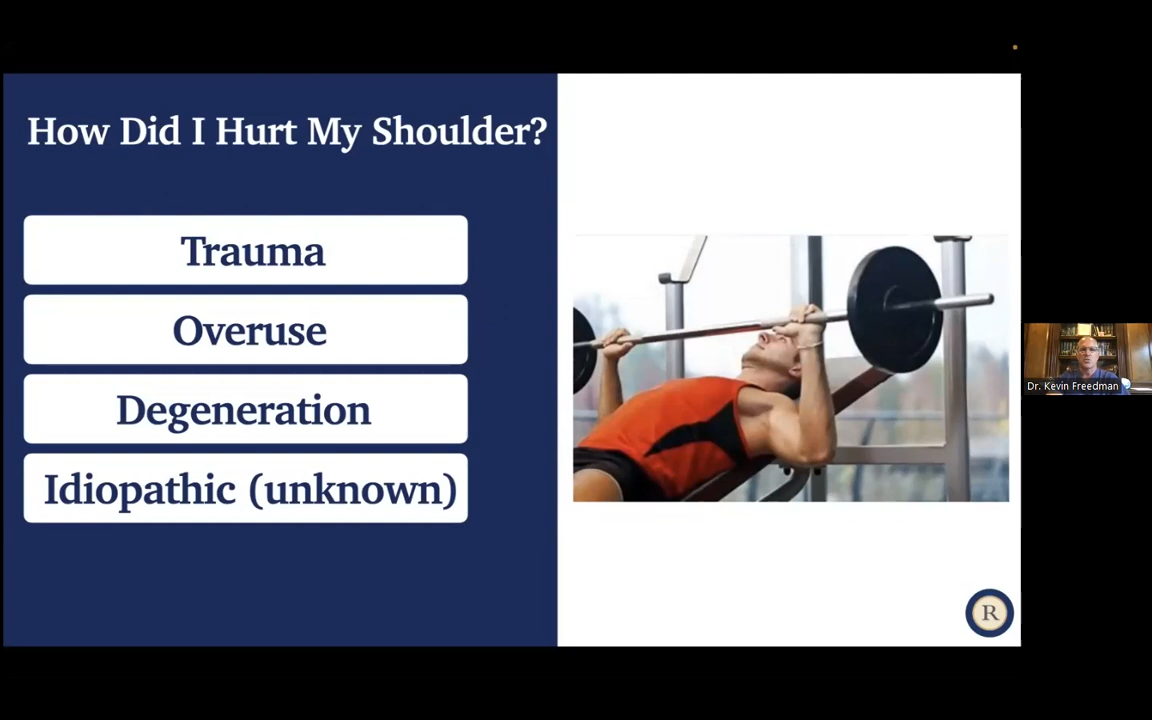 How Did I Hurt My Shoulder?
Trauma
Overuse
Degeneration
Idiopathic (unknown)
R
Dr. Kevin Freedman